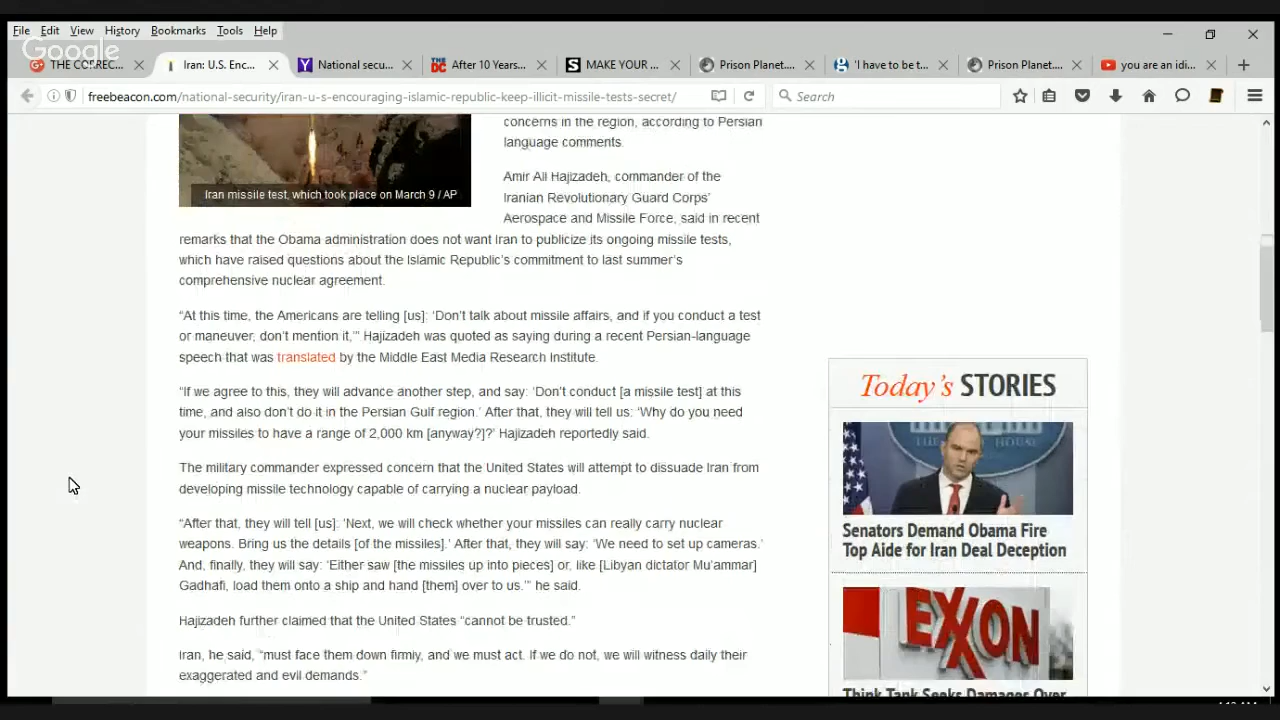 File Edit View History Bookmarks Tools Help
Google
THE CORREC...
Iran: U.S. Enc...
National secu...
THE DC
After 10 Years...
MAKE YOUR ...
Prison Planet....
'I have to be t...
Prison Planet....
you are an idi...
freebeacon.com/national-security/iran-u-s-encouraging-islamic-republic-keep-illicit-missile-tests-secret/
Search
concerns in the region, according to Persian
language comments.
Iran missile test, which took place on March 9 / AP
Amir Ali Hajizadeh, commander of the
Iranian Revolutionary Guard Corps'
Aerospace and Missile Force, said in recent
remarks that the Obama administration does not want Iran to publicize its ongoing missile tests,
which have raised questions about the Islamic Republic's commitment to last summer's
comprehensive nuclear agreement.
“At this time, the Americans are telling [us]: ‘Don't talk about missile affairs, and if you conduct a test
or maneuver, don't mention it,'” Hajizadeh was quoted as saying during a recent Persian-language
speech that was translated by the Middle East Media Research Institute.
“If we agree to this, they will advance another step, and say: ‘Don't conduct [a missile test] at this
time, and also don't do it in the Persian Gulf region.' After that, they will tell us: ‘Why do you need
your missiles to have a range of 2,000 km [anyway?]?' Hajizadeh reportedly said.
The military commander expressed concern that the United States will attempt to dissuade Iran from
developing missile technology capable of carrying a nuclear payload.
“After that, they will tell [us]: ‘Next, we will check whether your missiles can really carry nuclear
weapons. Bring us the details [of the missiles].' After that, they will say: ‘We need to set up cameras.'
And, finally, they will say: ‘Either saw [the missiles up into pieces] or, like [Libyan dictator Mu'ammar]
Gadhafi, load them onto a ship and hand [them] over to us.'” he said.
Hajizadeh further claimed that the United States “cannot be trusted.”
Iran, he said, “must face them down firmly, and we must act. If we do not, we will witness daily their
exaggerated and evil demands.”
Today's STORIES
Senators Demand Obama Fire
Top Aide for Iran Deal Deception
EXXON
Think Tank Seeks Damages Over